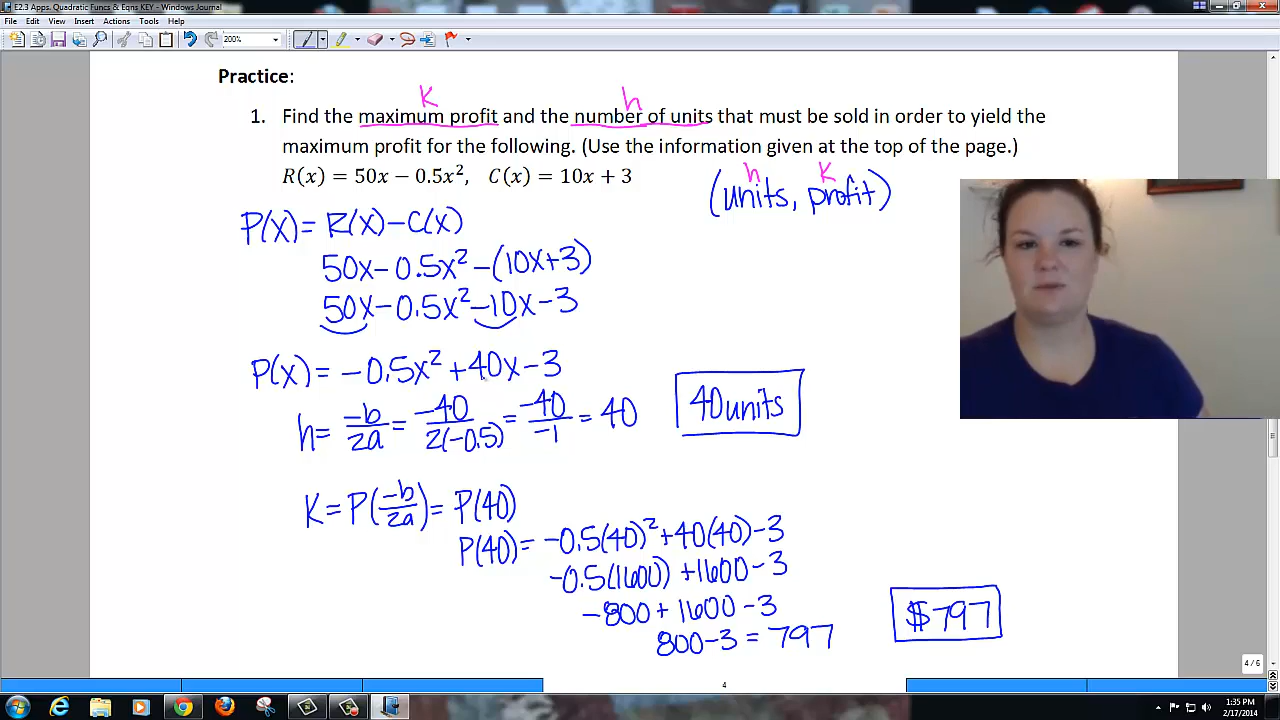 E2.3 Apps. Quadratic Funcs & Eqns KEY - Windows Journal
File Edit View Insert Actions Tools Help
200%
Practice:
K h
1. Find the maximum profit and the number of units that must be sold in order to yield the
maximum profit for the following. (Use the information given at the top of the page.)
R(x) = 50x − 0.5x², C(x) = 10x + 3
h K
(units, profit)
P(x) = R(x) − C(x)
50x − 0.5x² − (10x + 3)
50x − 0.5x² − 10x − 3
P(x) = −0.5x² + 40x − 3
h = −b/2a = −40/2(−0.5) = −40/−1 = 40
40 units
K = P(−b/2a) = P(40)
P(40) = −0.5(40)² + 40(40) − 3
−0.5(1600) + 1600 − 3
−800 + 1600 − 3
800 − 3 = 797
$797
4 / 6
4
1:35 PM
2/17/2014